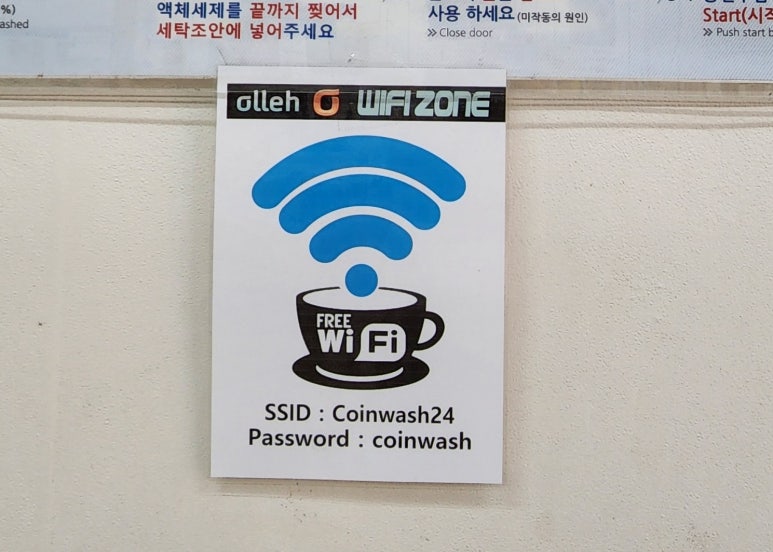 %)
ashed
액체세제를 끝까지 찢어서
세탁조안에 넣어주세요
사용 하세요 (미작동의 원인)
>> Close door
Start(시작
>> Push start b
olleh WIFI ZONE
FREE
WiFi
SSID : Coinwash24
Password : coinwash